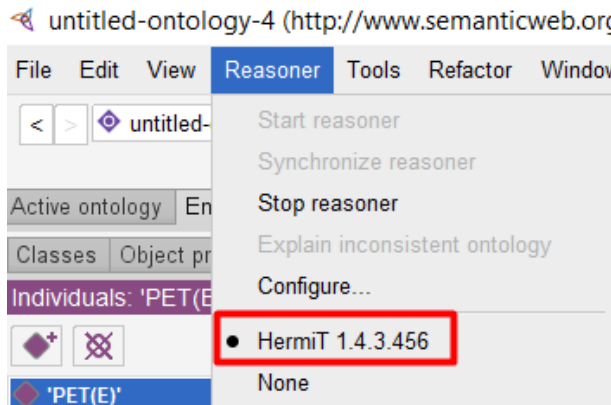 untitled-ontology-4 (http://www.semanticweb.org
File Edit View Reasoner Tools Refactor Window
< > untitled-
Start reasoner
Synchronize reasoner
Active ontology En
Stop reasoner
Classes Object pr
Explain inconsistent ontology
Individuals: 'PET(E
Configure...
HermiT 1.4.3.456
None
'PET(E)'